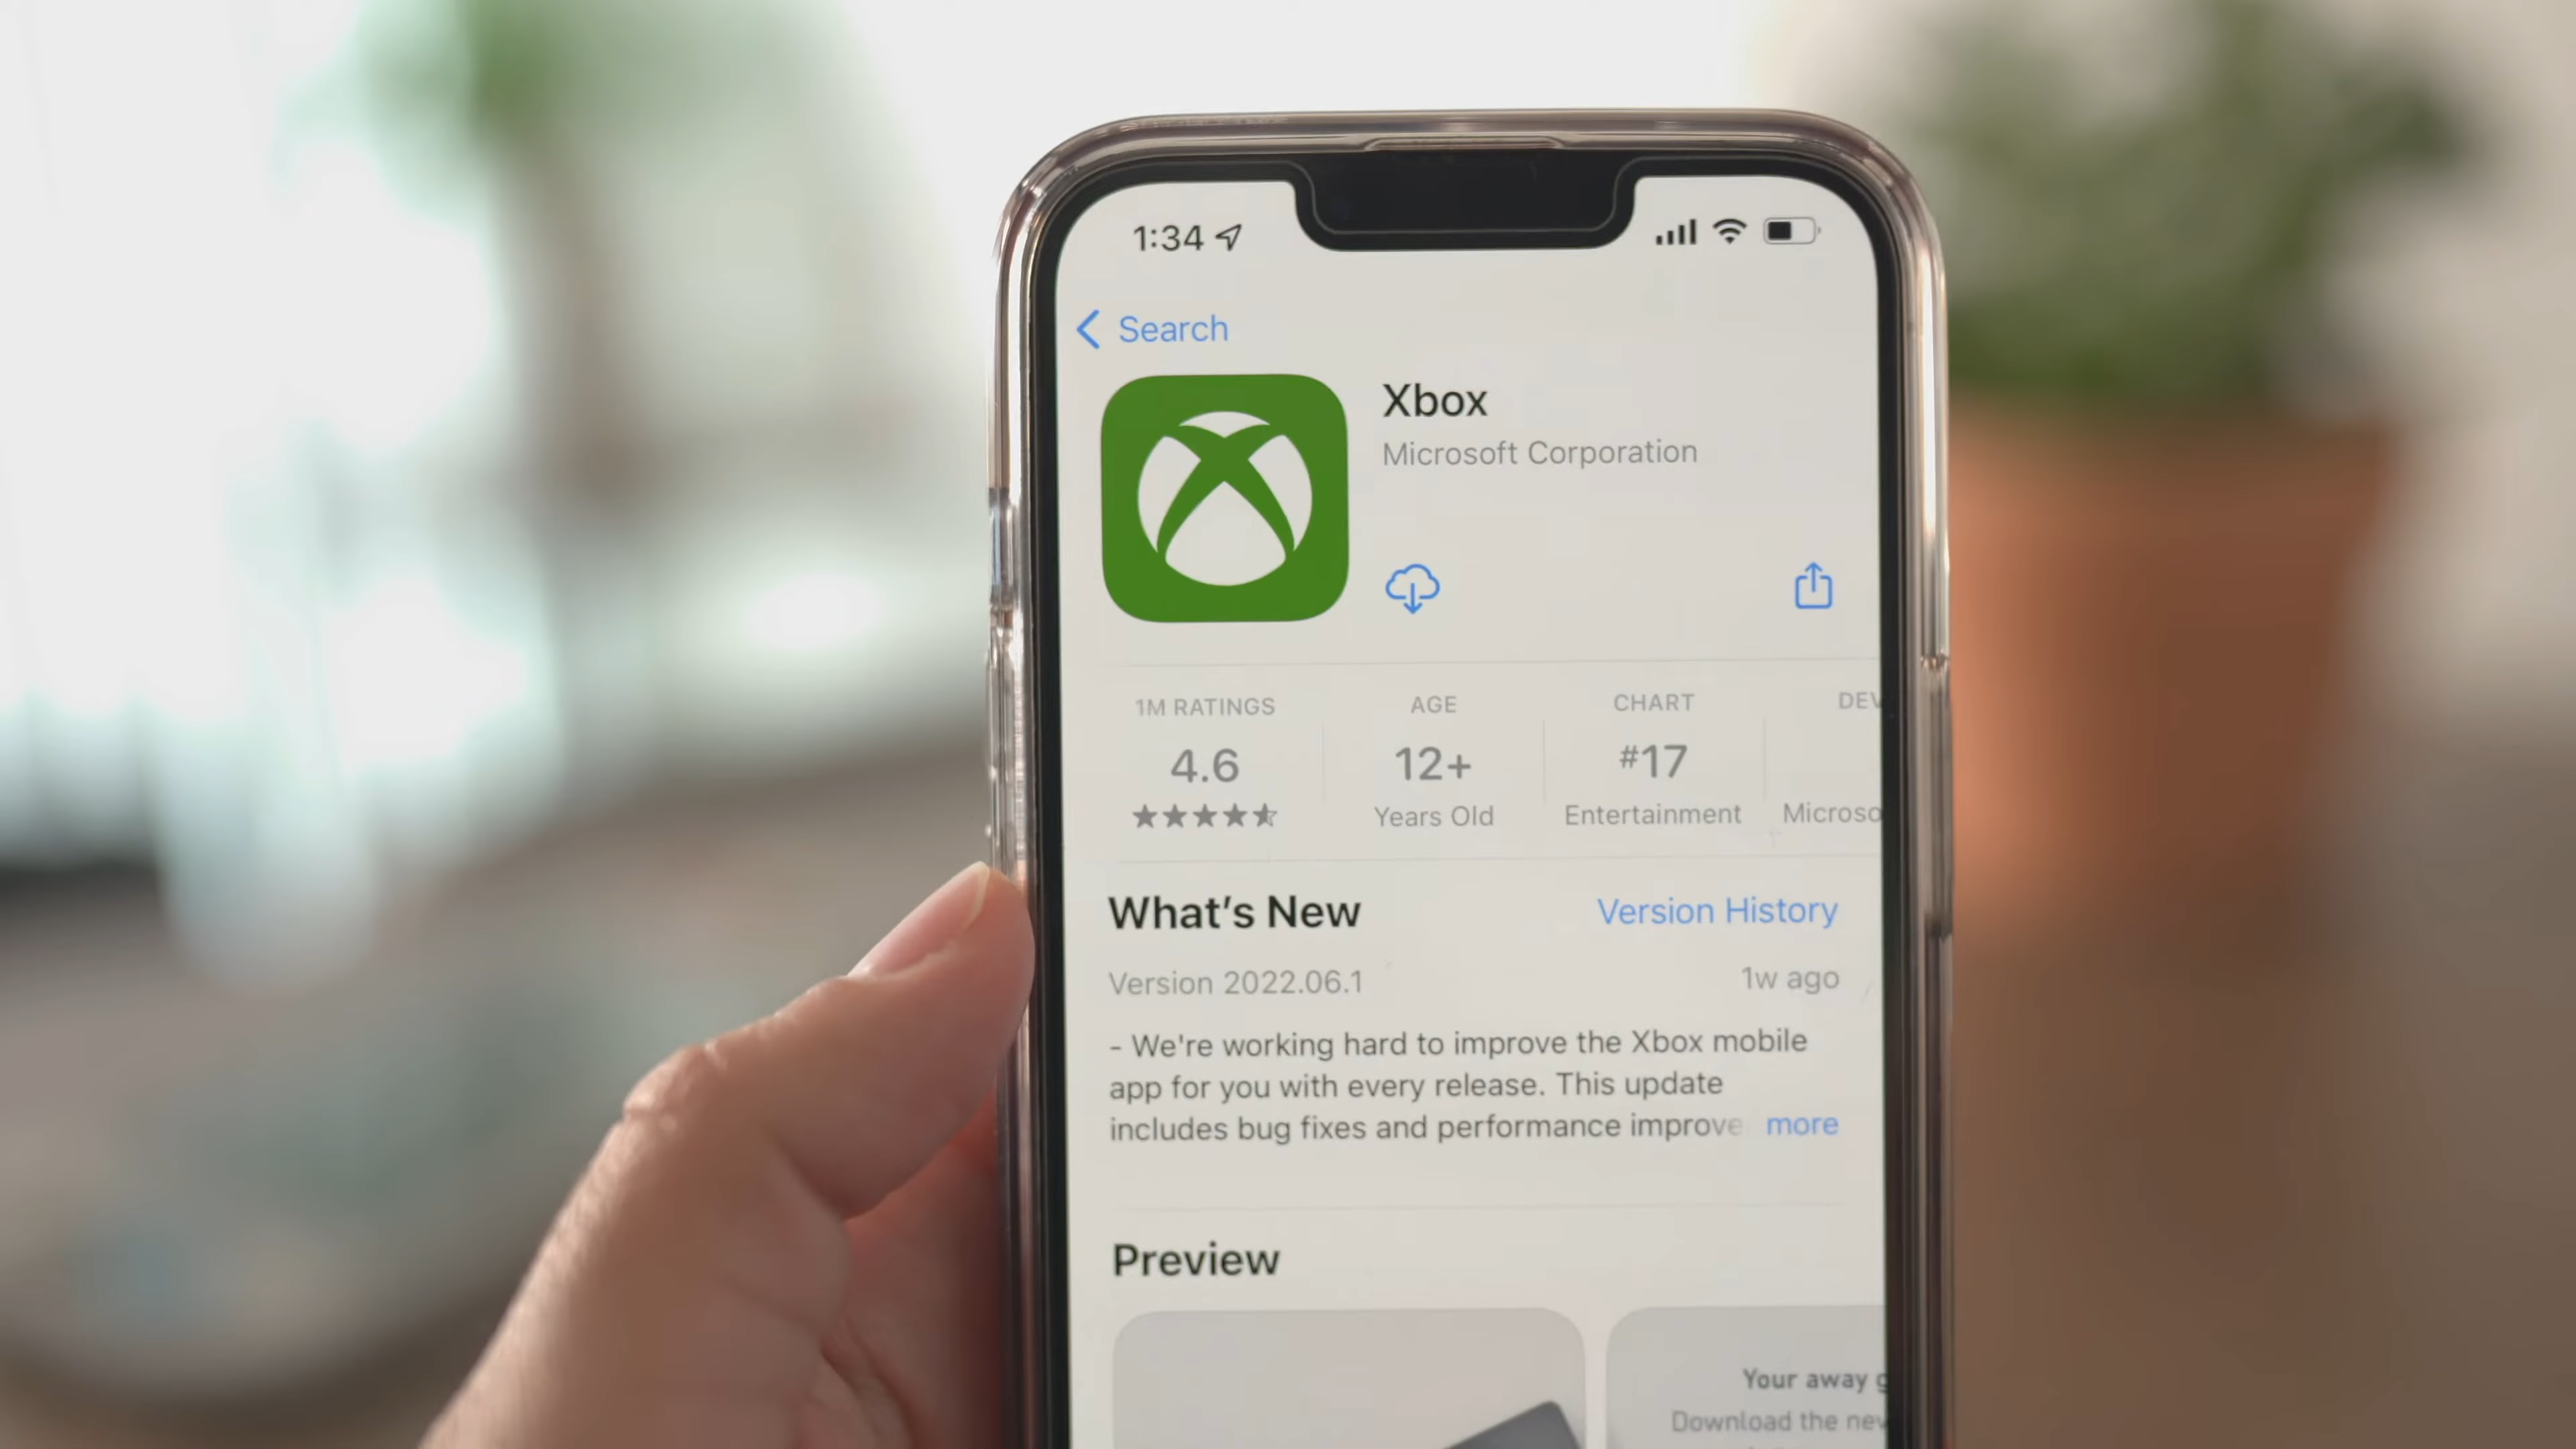 1:34
Search
Xbox
Microsoft Corporation
1M RATINGS
4.6
AGE
12+
Years Old
CHART
#17
Entertainment
DEV
Microso
What's New
Version History
Version 2022.06.1
1w ago
- We're working hard to improve the Xbox mobile
app for you with every release. This update
includes bug fixes and performance improve more
Preview
Your away g
Download the nev